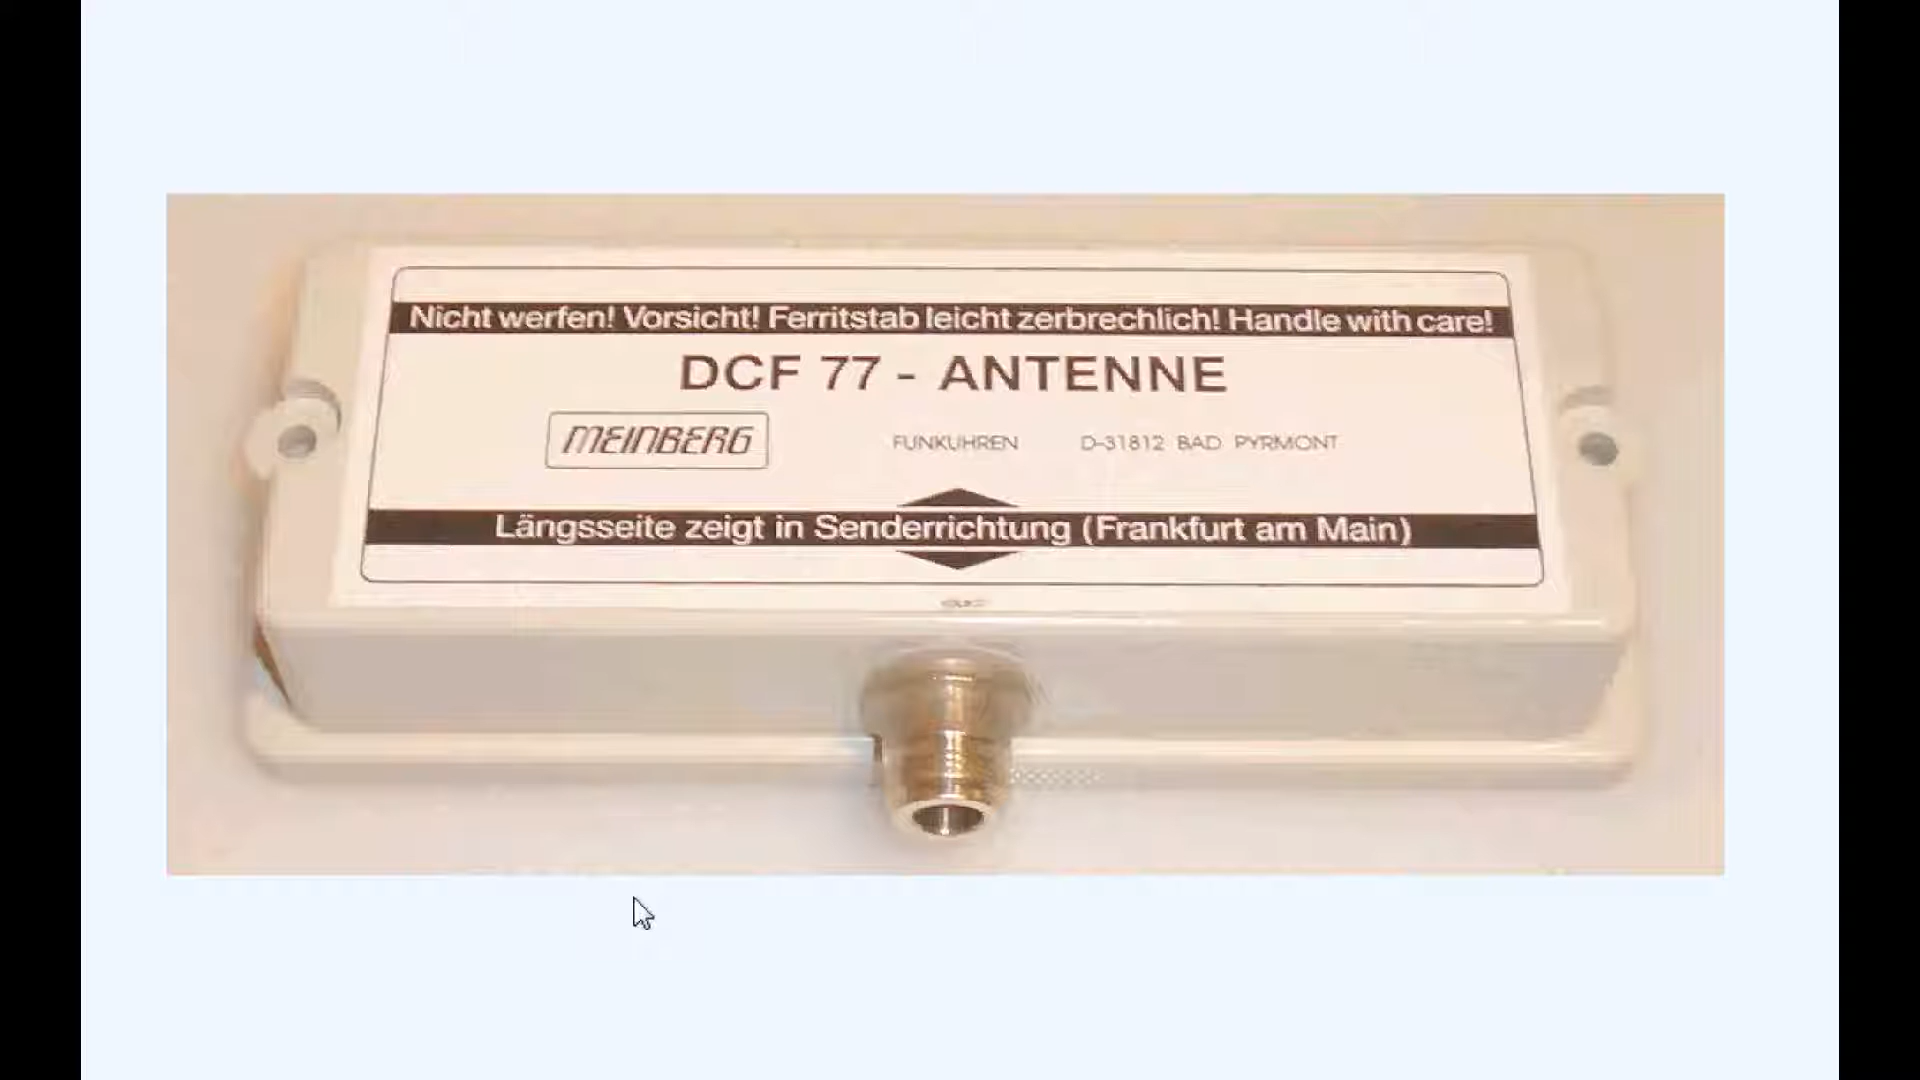 Nicht werfen! Vorsicht! Ferritstab leicht zerbrechlich! Handle with care!
DCF 77 - ANTENNE
MEINBERG FUNKUHREN D-31812 BAD PYRMONT
Längsseite zeigt in Senderrichtung (Frankfurt am Main)